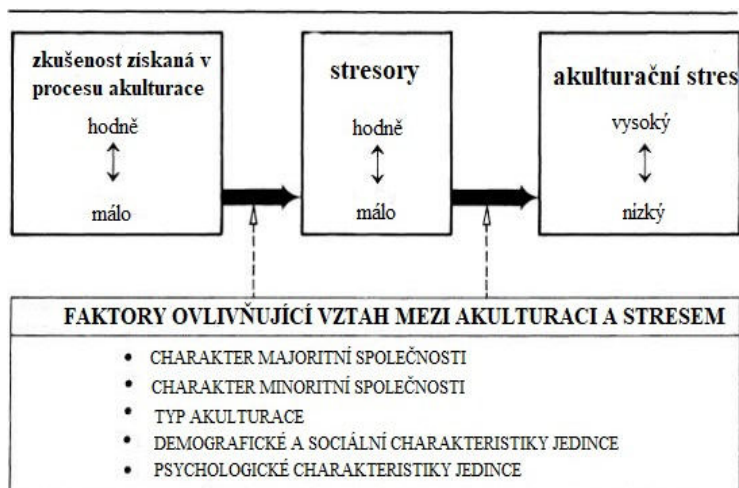 zkušenost získaná v
procesu akulturace
hodně
málo
stresory
hodně
málo
akulturační stres
vysoký
nízký
FAKTORY OVLIVŇUJÍCÍ VZTAH MEZI AKULTURACI A STRESEM
• CHARAKTER MAJORITNÍ SPOLEČNOSTI
• CHARAKTER MINORITNÍ SPOLEČNOSTI
• TYP AKULTURACE
• DEMOGRAFICKÉ A SOCIÁLNÍ CHARAKTERISTIKY JEDINCE
• PSYCHOLOGICKÉ CHARAKTERISTIKY JEDINCE